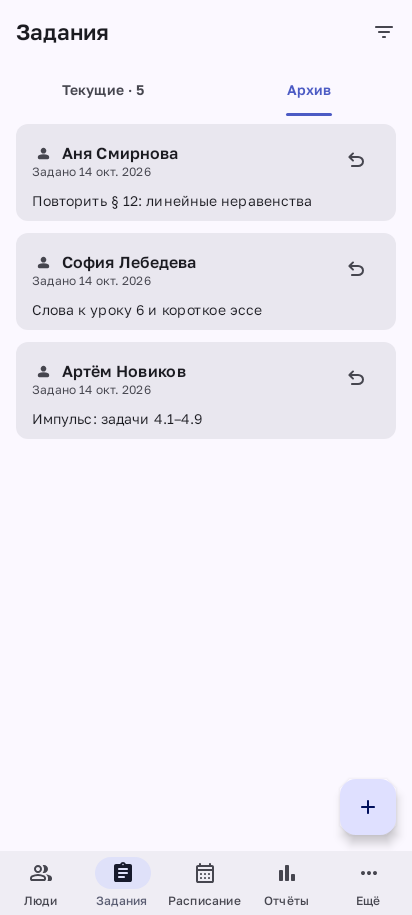 Задания
Текущие · 5
Архив
Аня Смирнова
Задано 14 окт. 2026
Повторить § 12: линейные неравенства
София Лебедева
Задано 14 окт. 2026
Слова к уроку 6 и короткое эссе
Артём Новиков
Задано 14 окт. 2026
Импульс: задачи 4.1–4.9
Люди
Задания
Расписание
Отчёты
Ещё